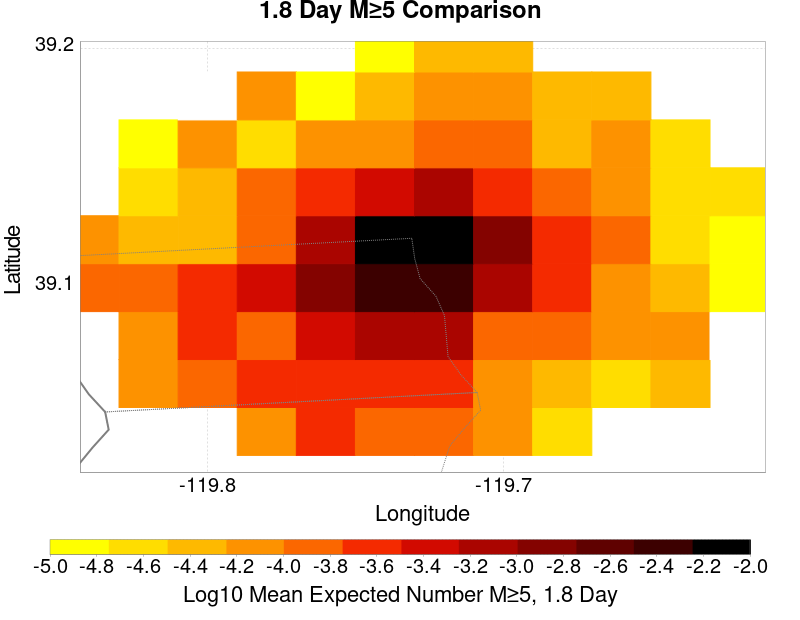 1.8 Day M≥5 Comparison
39.2
39.1
Latitude
-119.8 -119.7
Longitude
-5.0 -4.8 -4.6 -4.4 -4.2 -4.0 -3.8 -3.6 -3.4 -3.2 -3.0 -2.8 -2.6 -2.4 -2.2 -2.0
Log10 Mean Expected Number M≥5, 1.8 Day